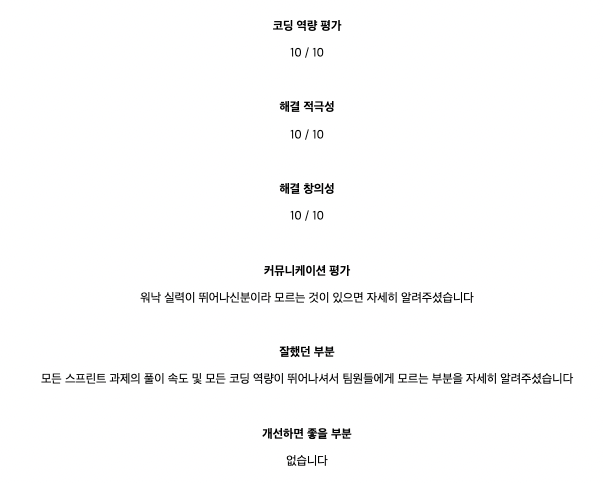 코딩 역량 평가
10 / 10
해결 적극성
10 / 10
해결 창의성
10 / 10
커뮤니케이션 평가
워낙 실력이 뛰어나신분이라 모르는 것이 있으면 자세히 알려주셨습니다
잘했던 부분
모든 스프린트 과제의 풀이 속도 및 모든 코딩 역량이 뛰어나셔서 팀원들에게 모르는 부분을 자세히 알려주셨습니다
개선하면 좋을 부분
없습니다